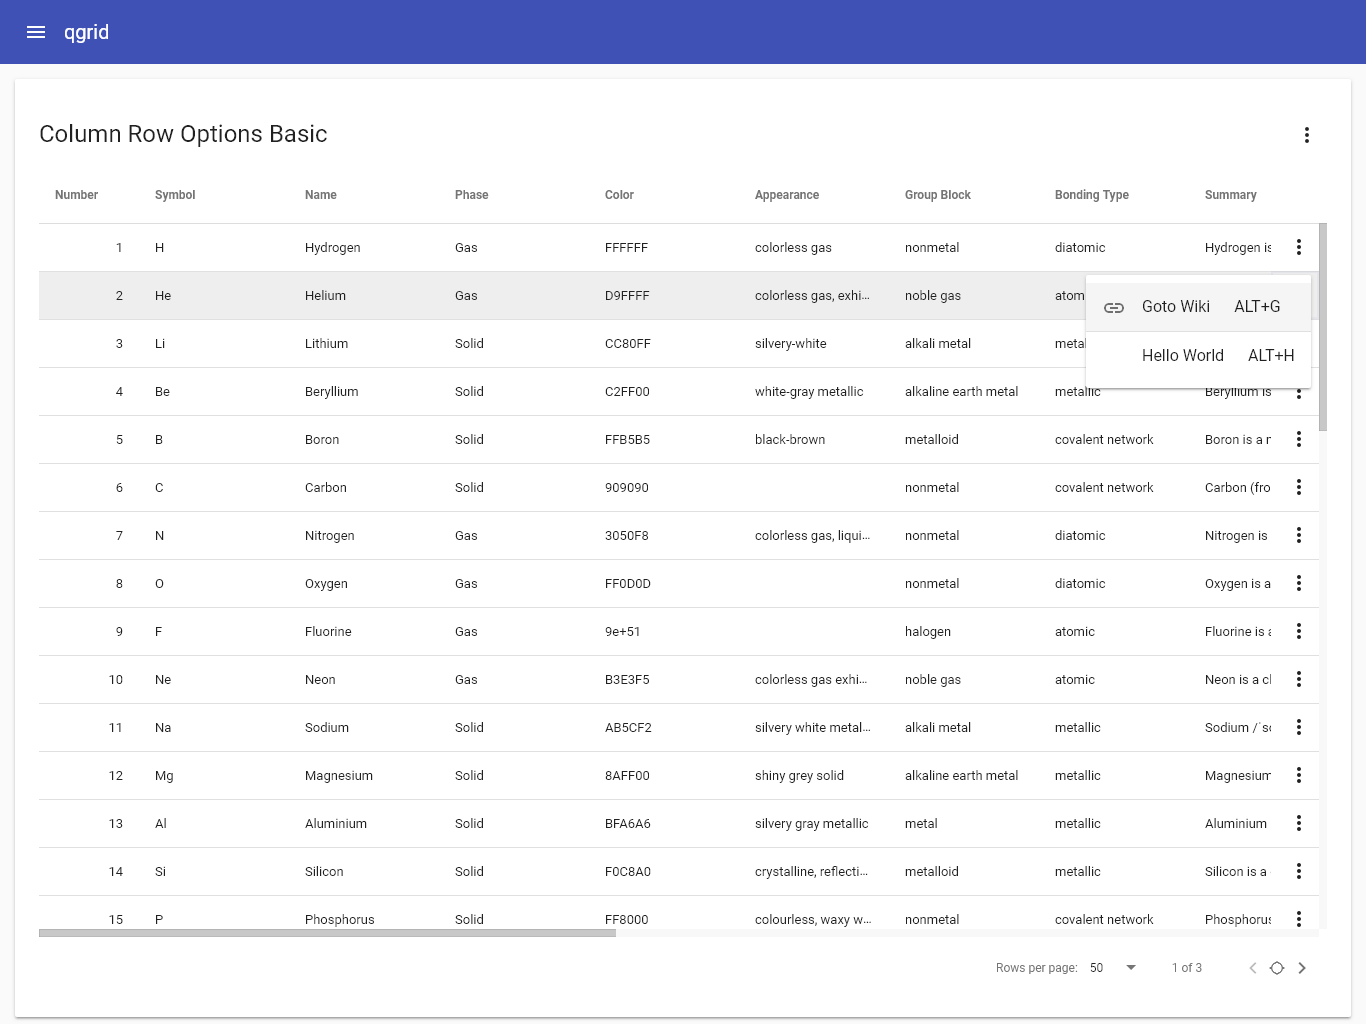 qgrid
Column Row Options Basic
Number Symbol Name Phase Color Appearance Group Block Bonding Type Summary
1 H Hydrogen Gas FFFFFF colorless gas nonmetal diatomic Hydrogen is
2 He Helium Gas D9FFFF colorless gas, exhi... noble gas atom
Goto Wiki ALT+G
3 Li Lithium Solid CC80FF silvery-white alkali metal metal
Hello World ALT+H
4 Be Beryllium Solid C2FF00 white-gray metallic alkaline earth metal metallic Beryllium is
5 B Boron Solid FFB5B5 black-brown metalloid covalent network Boron is a
6 C Carbon Solid 909090 nonmetal covalent network Carbon (fro
7 N Nitrogen Gas 3050F8 colorless gas, liqui... nonmetal diatomic Nitrogen is
8 O Oxygen Gas FF0D0D nonmetal diatomic Oxygen is a
9 F Fluorine Gas 9e+51 halogen atomic Fluorine is a
10 Ne Neon Gas B3E3F5 colorless gas exhi... noble gas atomic Neon is a cl
11 Na Sodium Solid AB5CF2 silvery white metal... alkali metal metallic Sodium /ˈsoʊ
12 Mg Magnesium Solid 8AFF00 shiny grey solid alkaline earth metal metallic Magnesium
13 Al Aluminium Solid BFA6A6 silvery gray metallic metal metallic Aluminium
14 Si Silicon Solid F0C8A0 crystalline, reflecti... metalloid metallic Silicon is a
15 P Phosphorus Solid FF8000 colourless, waxy w... nonmetal covalent network Phosphorus
Rows per page: 50 1 of 3